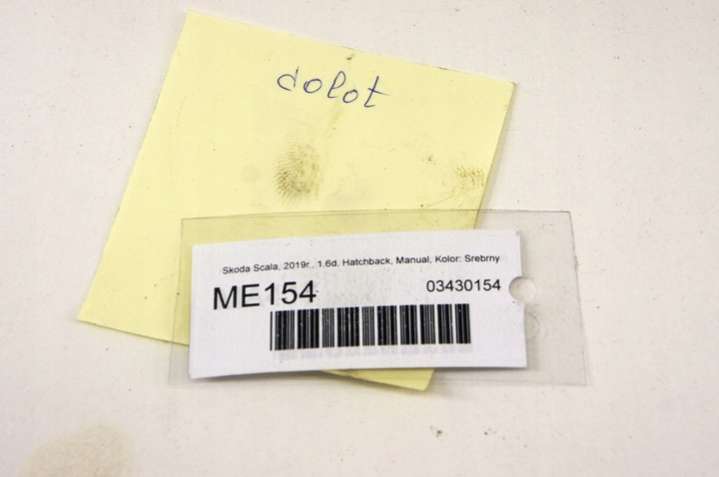 dolot
Skoda Scala, 2019r., 1.6d, Hatchback, Manual, Kolor: Srebrny
ME154
03430154